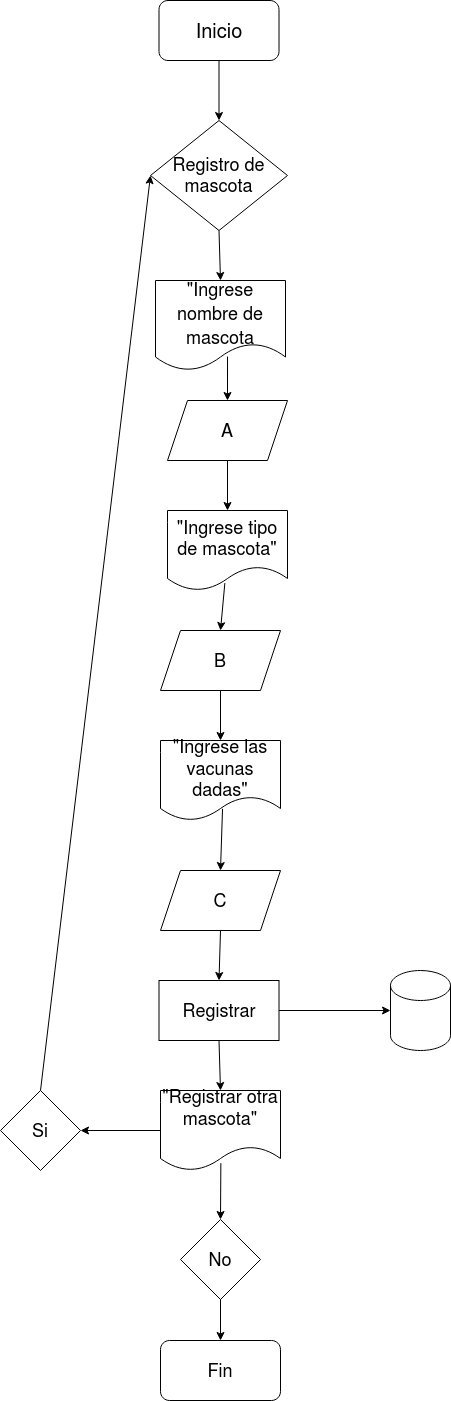 Inicio
Registro de
mascota
"Ingrese
nombre de
mascota
A
"Ingrese tipo
de mascota"
B
"Ingrese las
vacunas
dadas"
C
Registrar
"Registrar otra
mascota"
Si
No
Fin